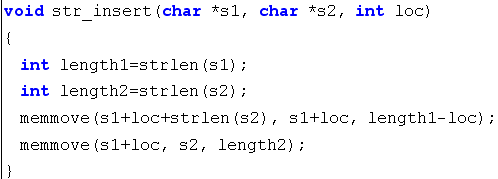 void str_insert(char *s1, char *s2, int loc)
{
int length1=strlen(s1);
int length2=strlen(s2);
memmove(s1+loc+strlen(s2), s1+loc, length1-loc);
memmove(s1+loc, s2, length2);
}